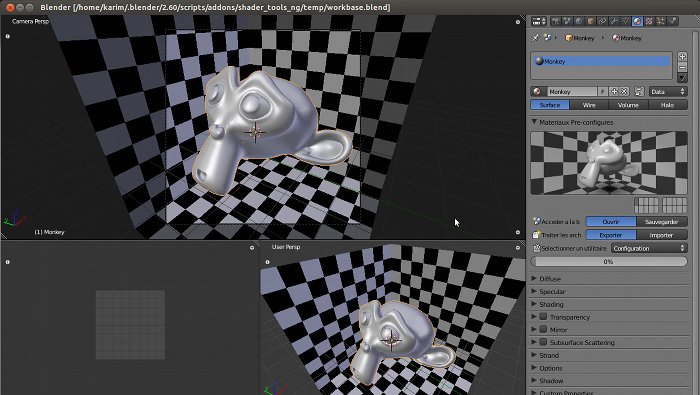 Blender [/home/karim/.blender/2.60/scripts/addons/shader_tools_ng/temp/workbase.blend]
Camera Persp
(1) Monkey
User Persp
Monkey
Monkey
Monkey
Monkey
F
Data
Surface
Wire
Volume
Halo
Materiaux Pre-configures
Acceder a la b
Ouvrir
Sauvegarder
Traiter les arch
Exporter
Importer
Selectionner un utilitaire
Configuration
0%
Diffuse
Specular
Shading
Transparency
Mirror
Subsurface Scattering
Strand
Options
Shadow
Custom Properties